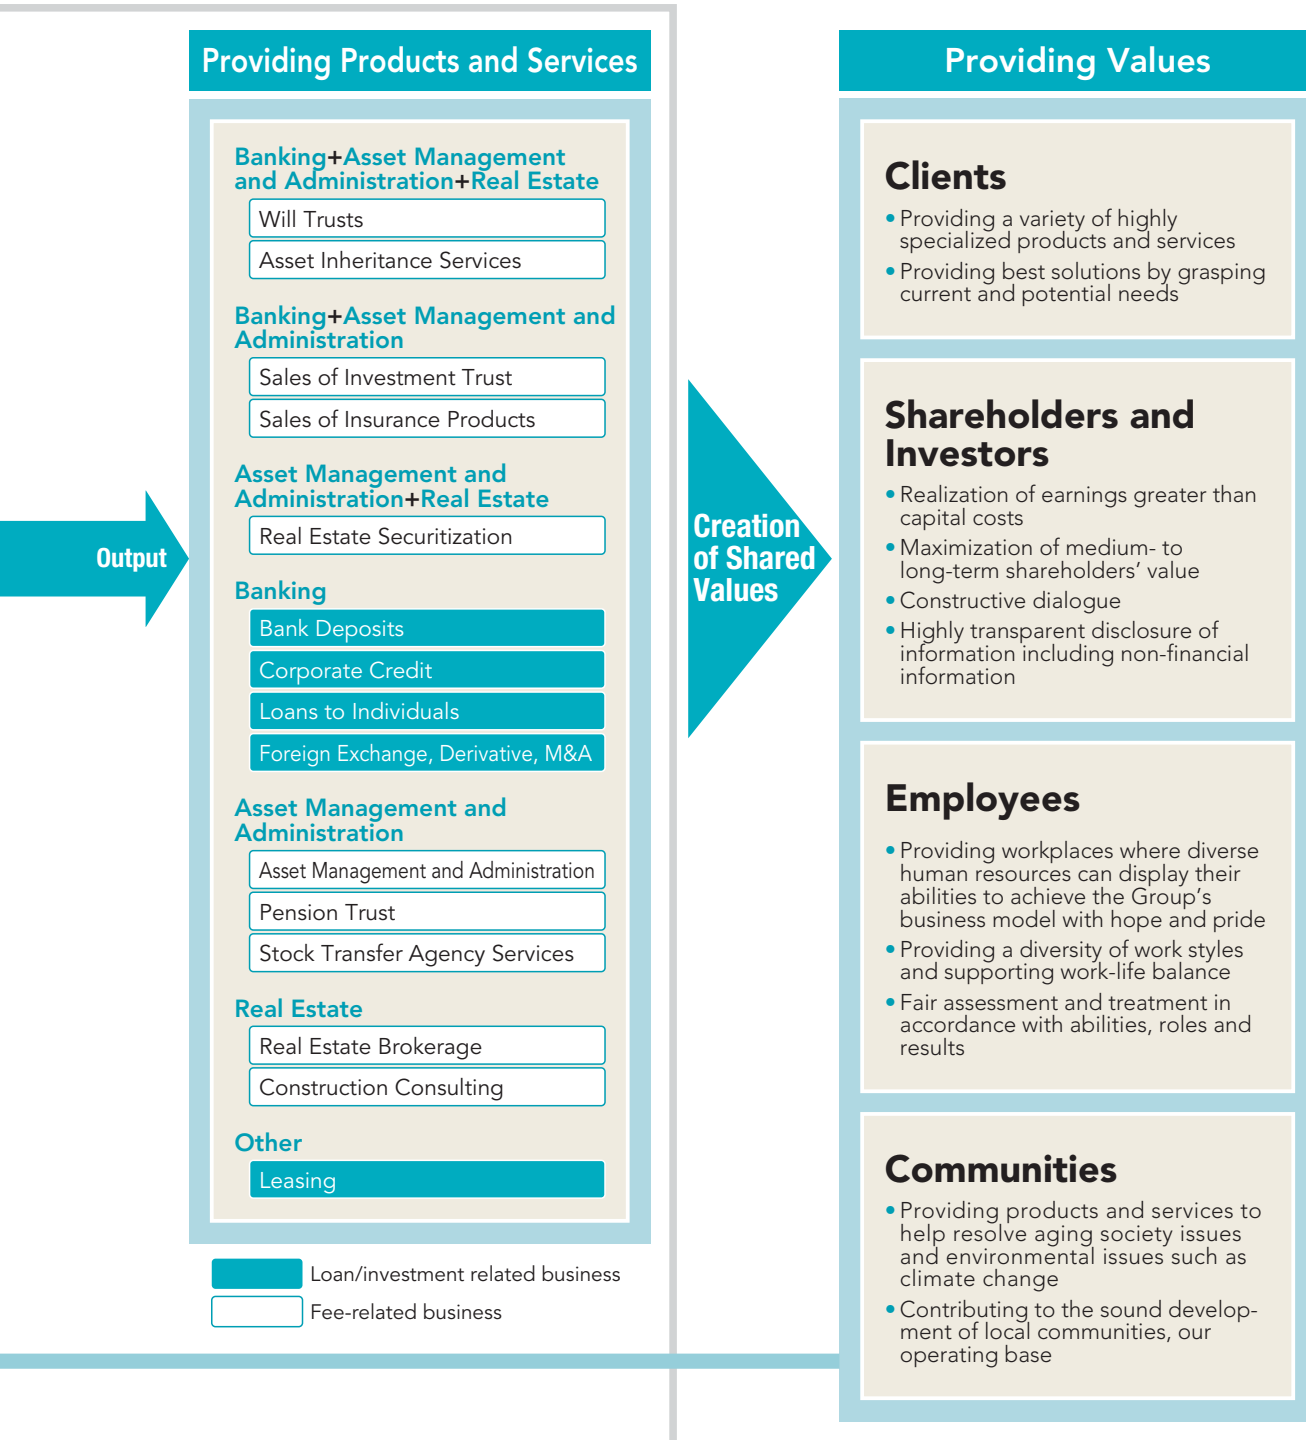 Providing Products and Services
Banking+Asset Management
and Administration+Real Estate
Will Trusts
Asset Inheritance Services
Banking+Asset Management and
Administration
Sales of Investment Trust
Sales of Insurance Products
Asset Management and
Administration+Real Estate
Real Estate Securitization
Banking
Bank Deposits
Corporate Credit
Loans to Individuals
Foreign Exchange, Derivative, M&A
Asset Management and
Administration
Asset Management and Administration
Pension Trust
Stock Transfer Agency Services
Real Estate
Real Estate Brokerage
Construction Consulting
Other
Leasing
Loan/investment related business
Fee-related business
Output
Creation
of Shared
Values
Providing Values
Clients
• Providing a variety of highly
specialized products and services
• Providing best solutions by grasping
current and potential needs
Shareholders and
Investors
• Realization of earnings greater than
capital costs
• Maximization of medium- to
long-term shareholders’ value
• Constructive dialogue
• Highly transparent disclosure of
information including non-financial
information
Employees
• Providing workplaces where diverse
human resources can display their
abilities to achieve the Group’s
business model with hope and pride
• Providing a diversity of work styles
and supporting work-life balance
• Fair assessment and treatment in
accordance with abilities, roles and
results
Communities
• Providing products and services to
help resolve aging society issues
and environmental issues such as
climate change
• Contributing to the sound develop-
ment of local communities, our
operating base